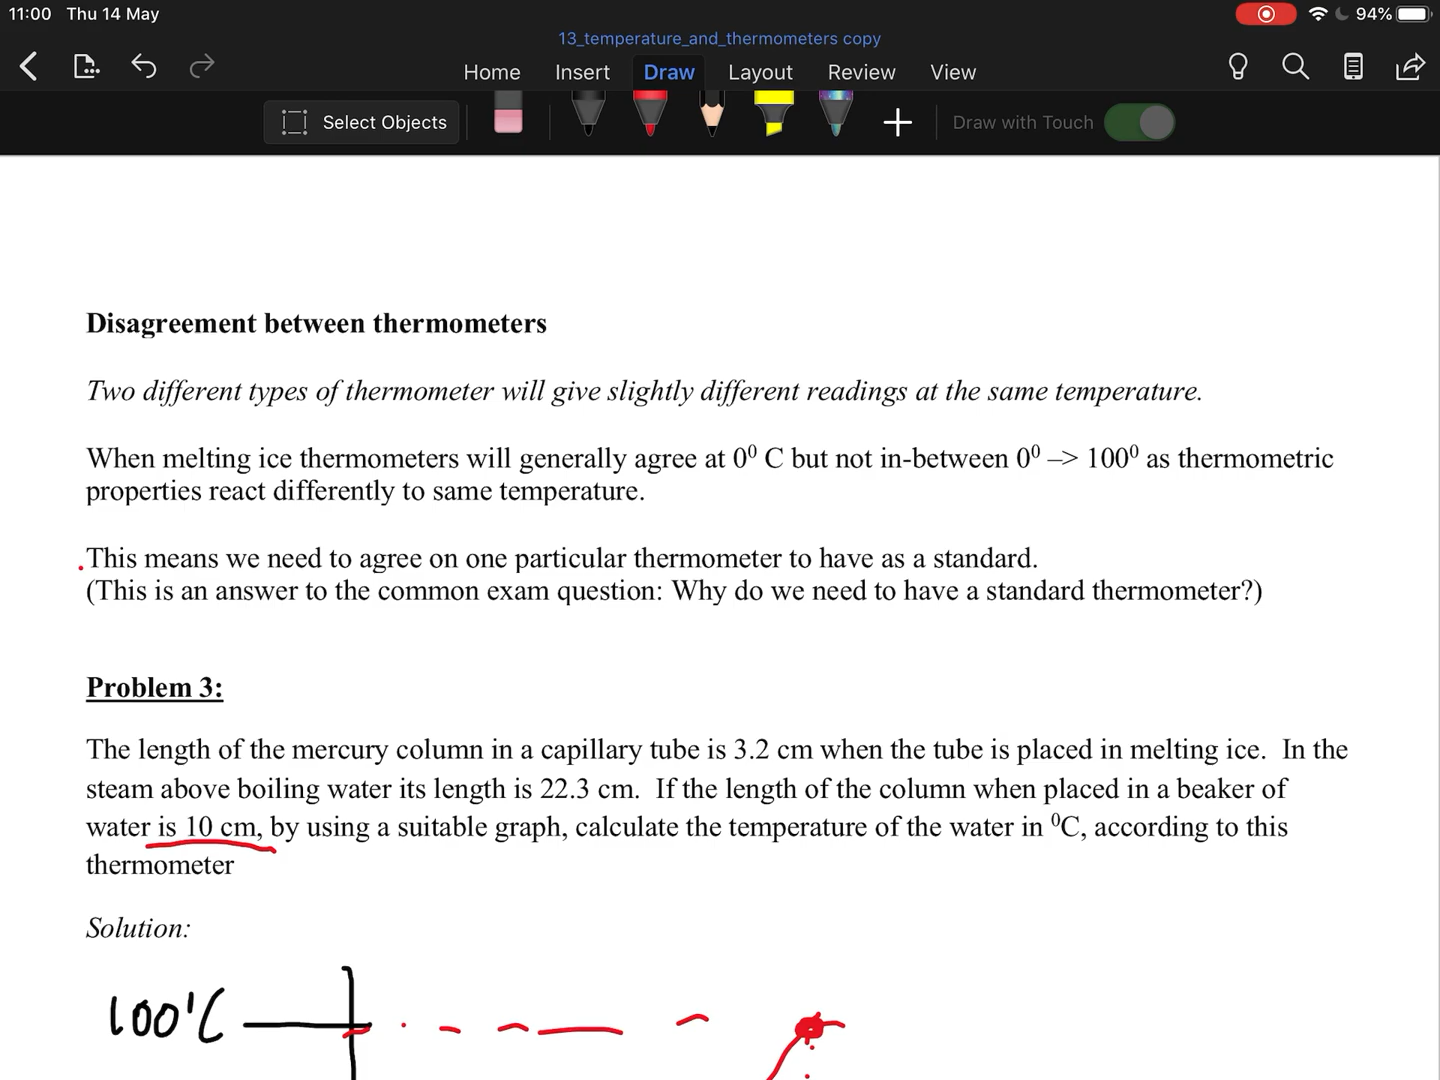 11:00 Thu 14 May
94%
13_temperature_and_thermometers copy
Home Insert Draw Layout Review View
Select Objects
Draw with Touch
Disagreement between thermometers
Two different types of thermometer will give slightly different readings at the same temperature.
When melting ice thermometers will generally agree at 0⁰ C but not in-between 0⁰ –> 100⁰ as thermometric
properties react differently to same temperature.
This means we need to agree on one particular thermometer to have as a standard.
(This is an answer to the common exam question: Why do we need to have a standard thermometer?)
Problem 3:
The length of the mercury column in a capillary tube is 3.2 cm when the tube is placed in melting ice. In the
steam above boiling water its length is 22.3 cm. If the length of the column when placed in a beaker of
water is 10 cm, by using a suitable graph, calculate the temperature of the water in ⁰C, according to this
thermometer
Solution:
100°C